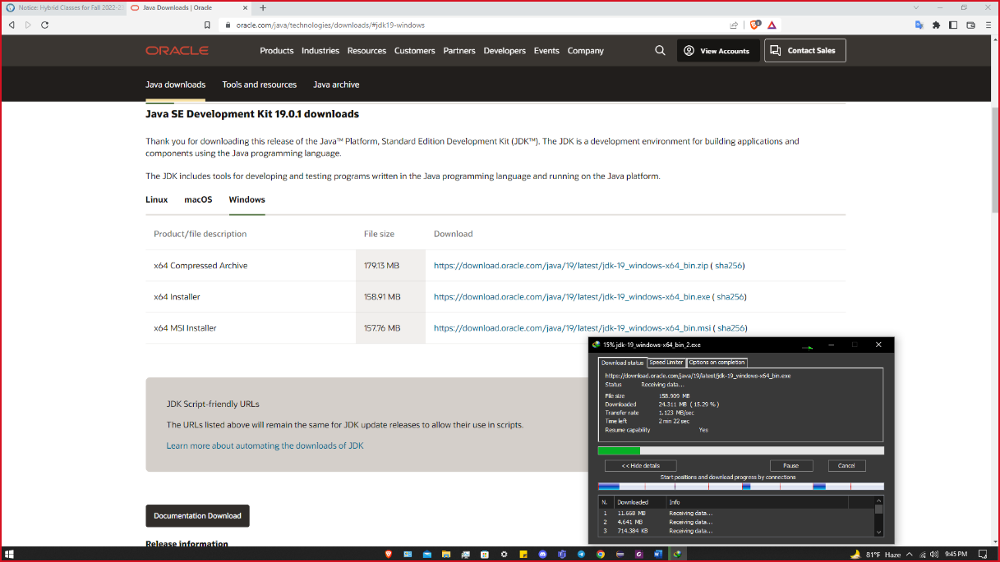 Notice: Hybrid Classes for Fall 2022-2
Java Downloads | Oracle
oracle.com/java/technologies/downloads/#jdk19-windows
ORACLE
Products Industries Resources Customers Partners Developers Events Company
View Accounts
Contact Sales
Java downloads Tools and resources Java archive
Java SE Development Kit 19.0.1 downloads
Thank you for downloading this release of the Java™ Platform, Standard Edition Development Kit (JDK™). The JDK is a development environment for building applications and
components using the Java programming language.
The JDK includes tools for developing and testing programs written in the Java programming language and running on the Java platform.
Linux macOS Windows
Product/file description File size Download
x64 Compressed Archive 179.13 MB https://download.oracle.com/java/19/latest/jdk-19_windows-x64_bin.zip ( sha256)
x64 Installer 158.91 MB https://download.oracle.com/java/19/latest/jdk-19_windows-x64_bin.exe ( sha256)
x64 MSI Installer 157.76 MB https://download.oracle.com/java/19/latest/jdk-19_windows-x64_bin.msi ( sha256)
JDK Script-friendly URLs
The URLs listed above will remain the same for JDK update releases to allow their use in scripts.
Learn more about automating the downloads of JDK
Documentation Download
Release information
15% jdk-19_windows-x64_bin_2.exe
Download status Speed Limiter Options on completion
https://download.oracle.com/java/19/latest/jdk-19_windows-x64_bin.exe
Status Receiving data...
File size 158.909 MB
Downloaded 24.311 MB ( 15.29 % )
Transfer rate 1.123 MB/sec
Time left 2 min 22 sec
Resume capability Yes
<< Hide details Pause Cancel
Start positions and download progress by connections
N. Downloaded Info
1 11.668 MB Receiving data...
2 4.641 MB Receiving data...
3 714.384 KB Receiving data...
81°F Haze 9:45 PM